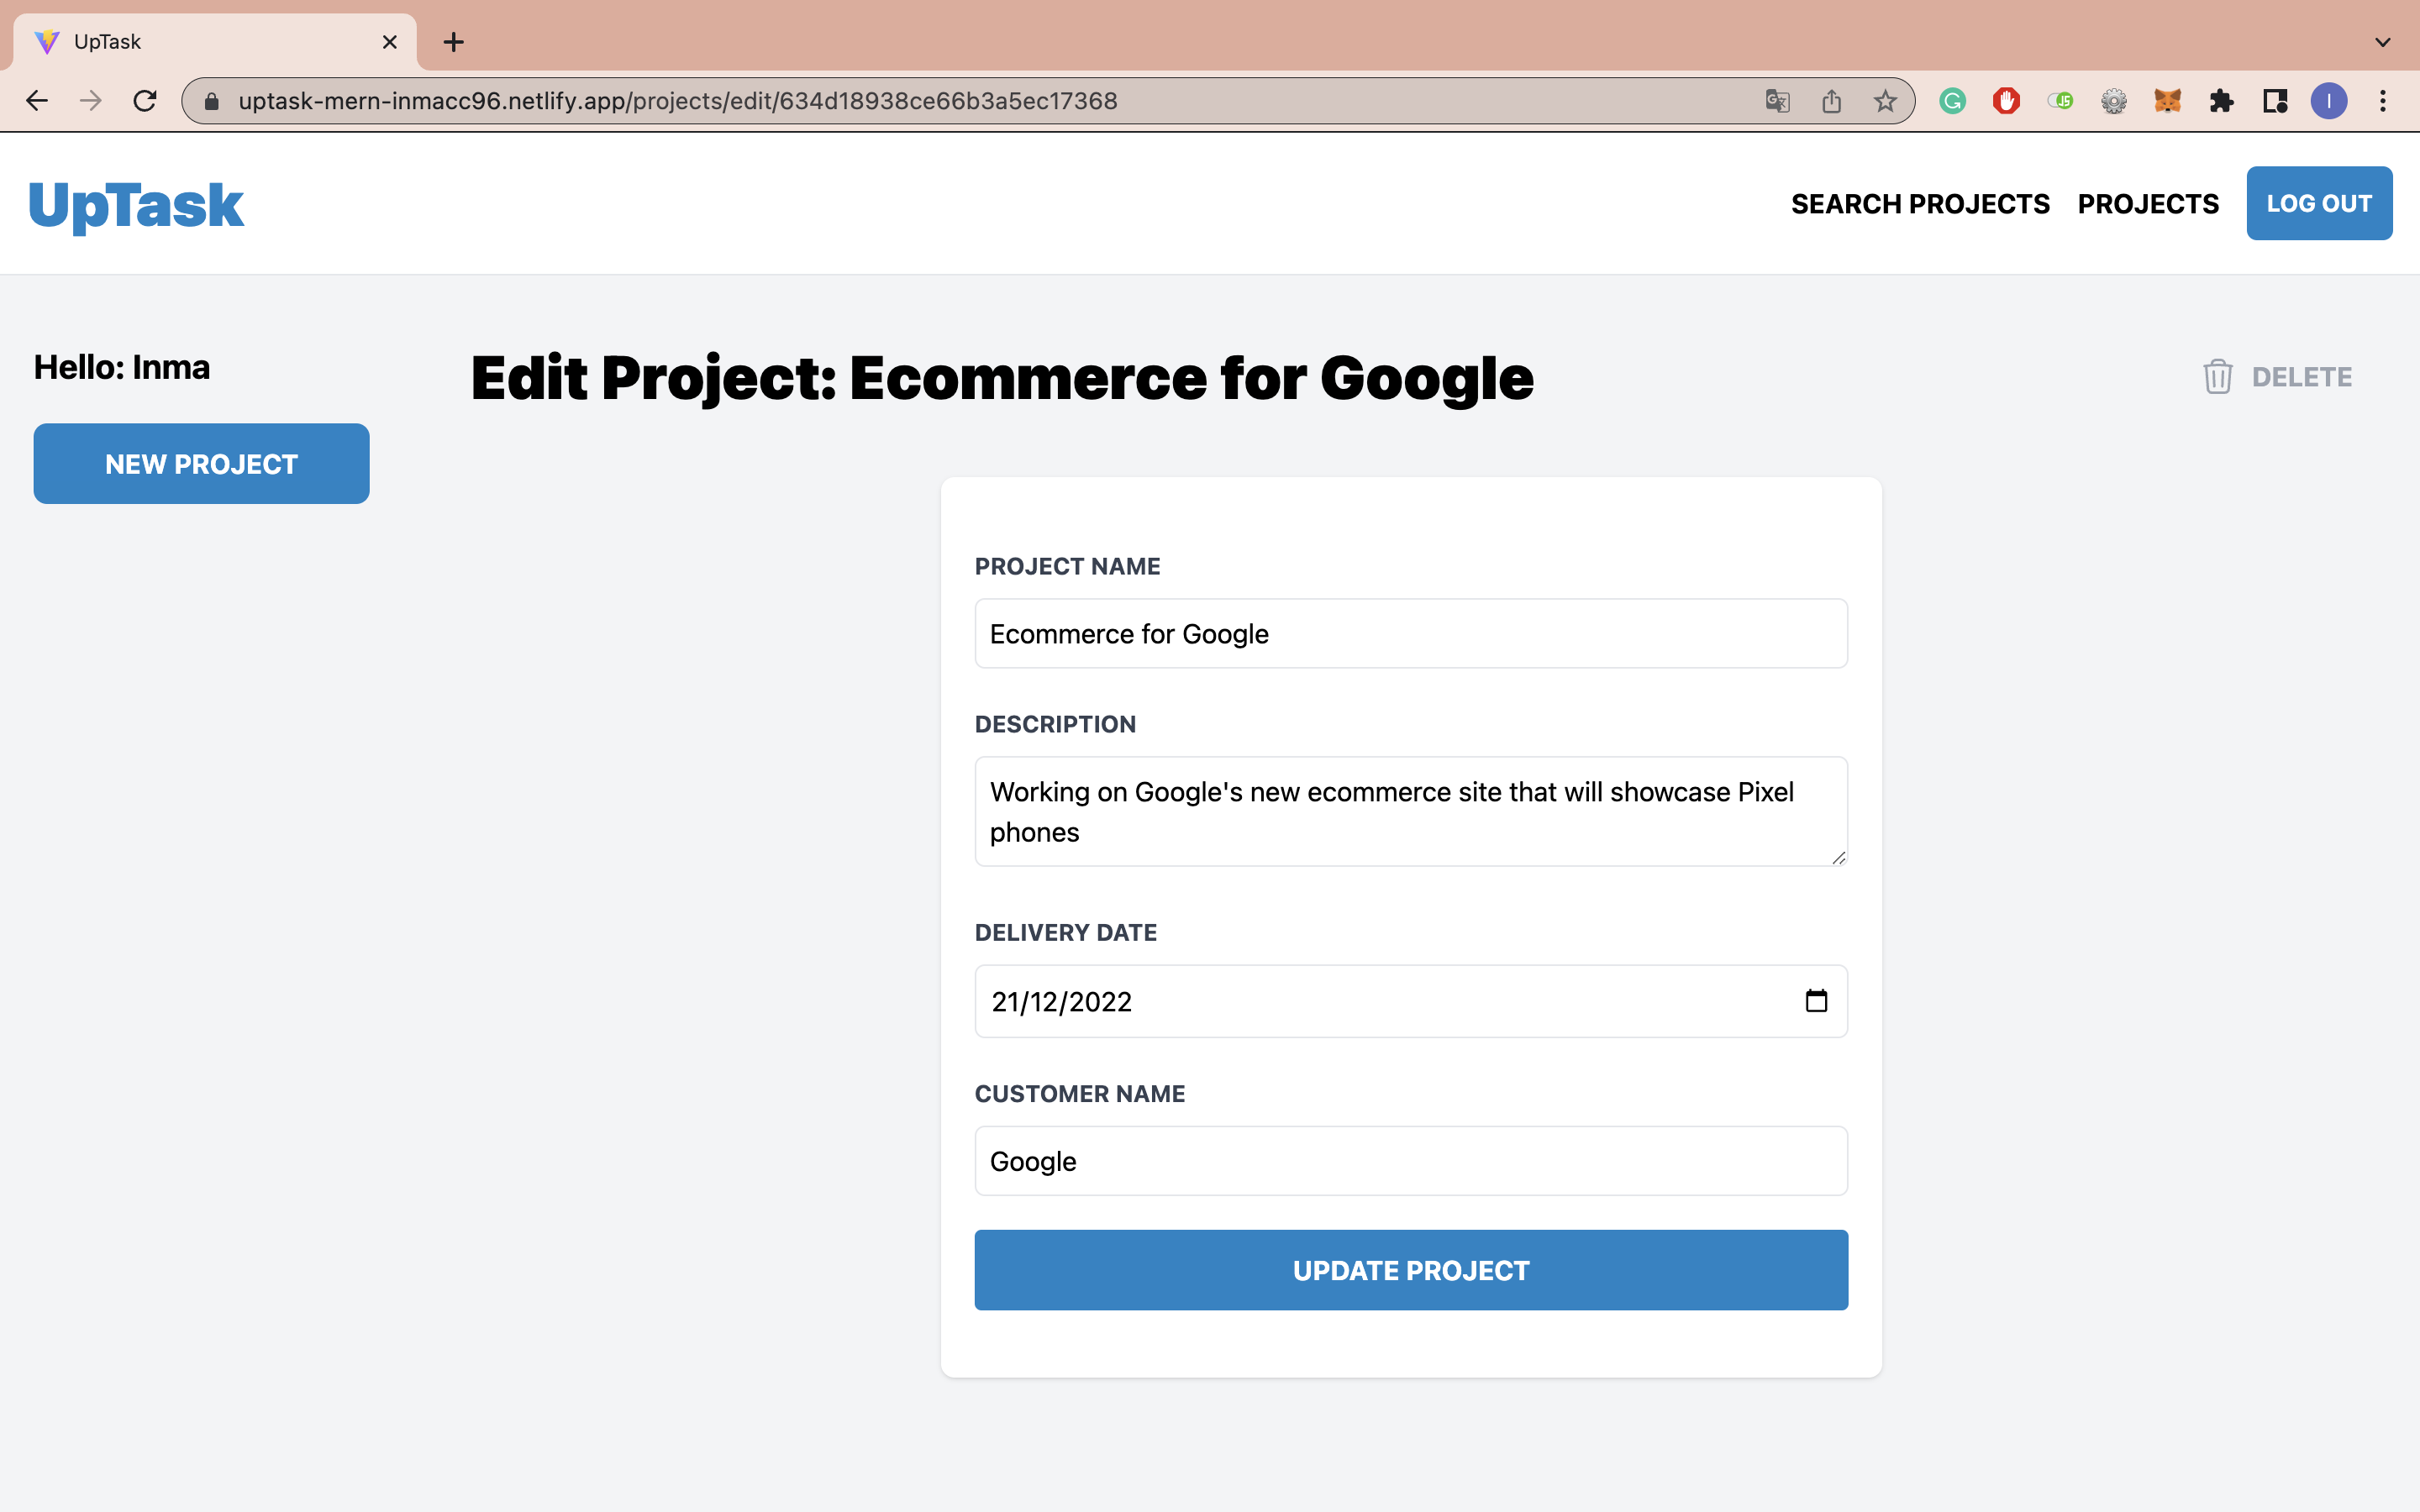 UpTask
uptask-mern-inmacc96.netlify.app/projects/edit/634d18938ce66b3a5ec17368
I
UpTask
SEARCH PROJECTS
PROJECTS
LOG OUT
Hello: Inma
NEW PROJECT
Edit Project: Ecommerce for Google
DELETE
PROJECT NAME
Ecommerce for Google
DESCRIPTION
Working on Google's new ecommerce site that will showcase Pixel
phones
DELIVERY DATE
21/12/2022
CUSTOMER NAME
Google
UPDATE PROJECT